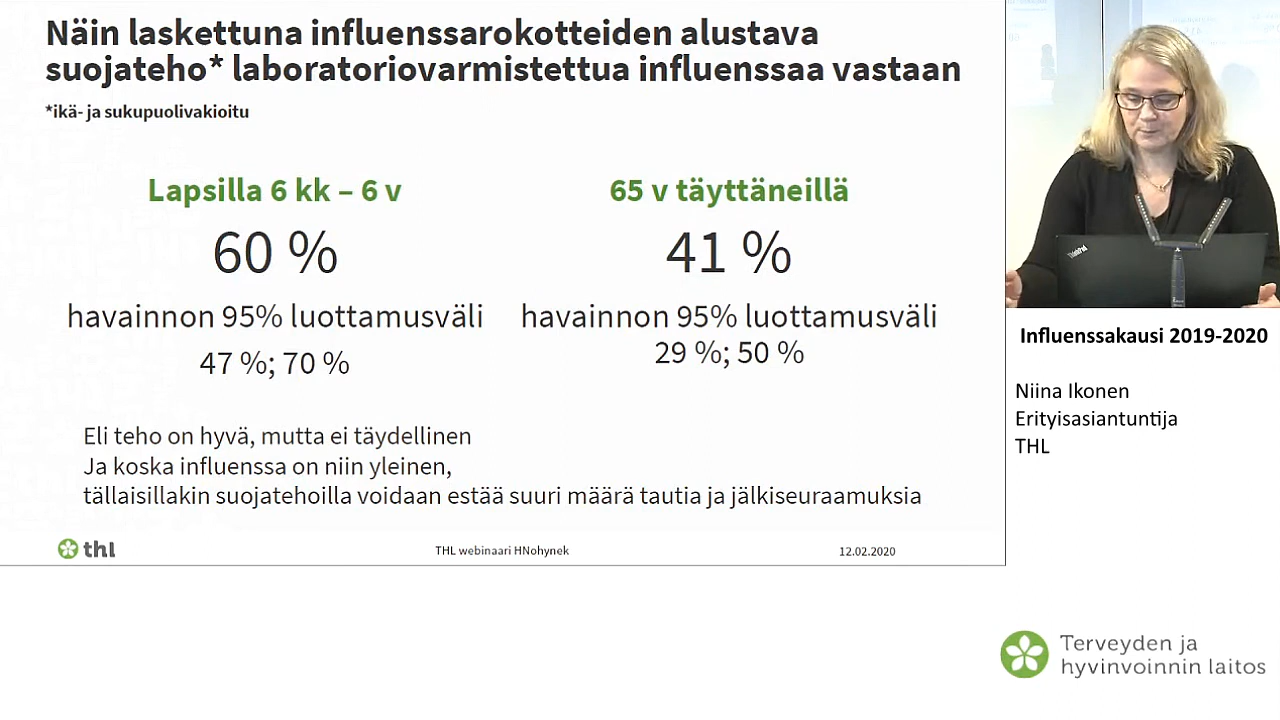 Näin laskettuna influenssarokotteiden alustava
suojateho* laboratoriovarmistettua influenssaa vastaan
*ikä- ja sukupuolivakioitu
Lapsilla 6 kk – 6 v
60 %
havainnon 95% luottamusväli
47 %; 70 %
65 v täyttäneillä
41 %
havainnon 95% luottamusväli
29 %; 50 %
Eli teho on hyvä, mutta ei täydellinen
Ja koska influenssa on niin yleinen,
tällaisillakin suojatehoilla voidaan estää suuri määrä tautia ja jälkiseuraamuksia
thl
THL webinaari HNohynek
12.02.2020
ThinkPad
Influenssakausi 2019-2020
Niina Ikonen
Erityisasiantuntija
THL
Terveyden ja
hyvinvoinnin laitos